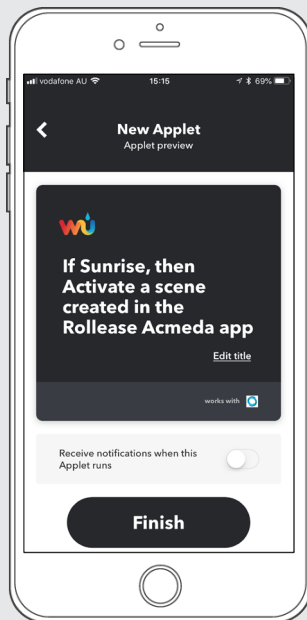 vodafone AU 15:15 69%
New Applet
Applet preview
wu
If Sunrise, then
Activate a scene
created in the
Rollease Acmeda app
Edit title
works with
Receive notifications when this
Applet runs
Finish